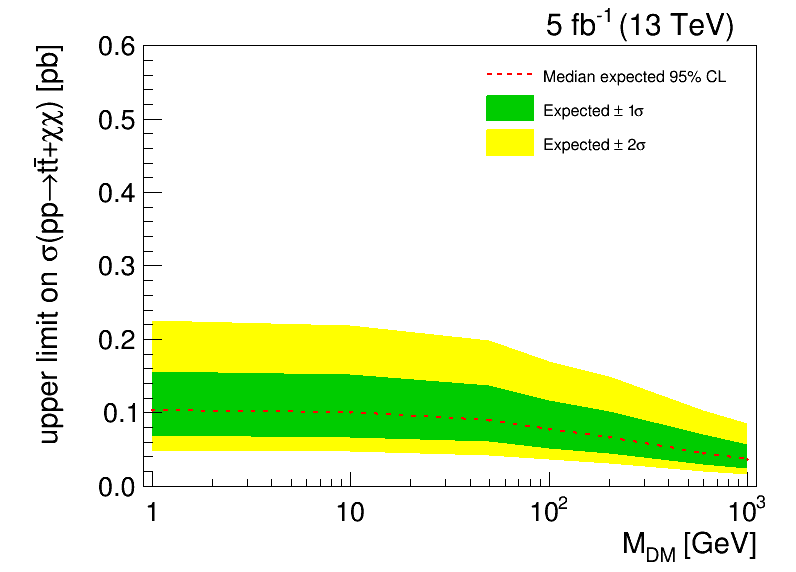 5 fb⁻¹ (13 TeV)
upper limit on σ(pp→tt̄+χχ) [pb]
Median expected 95% CL
Expected ± 1σ
Expected ± 2σ
0.6
0.5
0.4
0.3
0.2
0.1
0.0
1 10 10² 10³
M_DM [GeV]